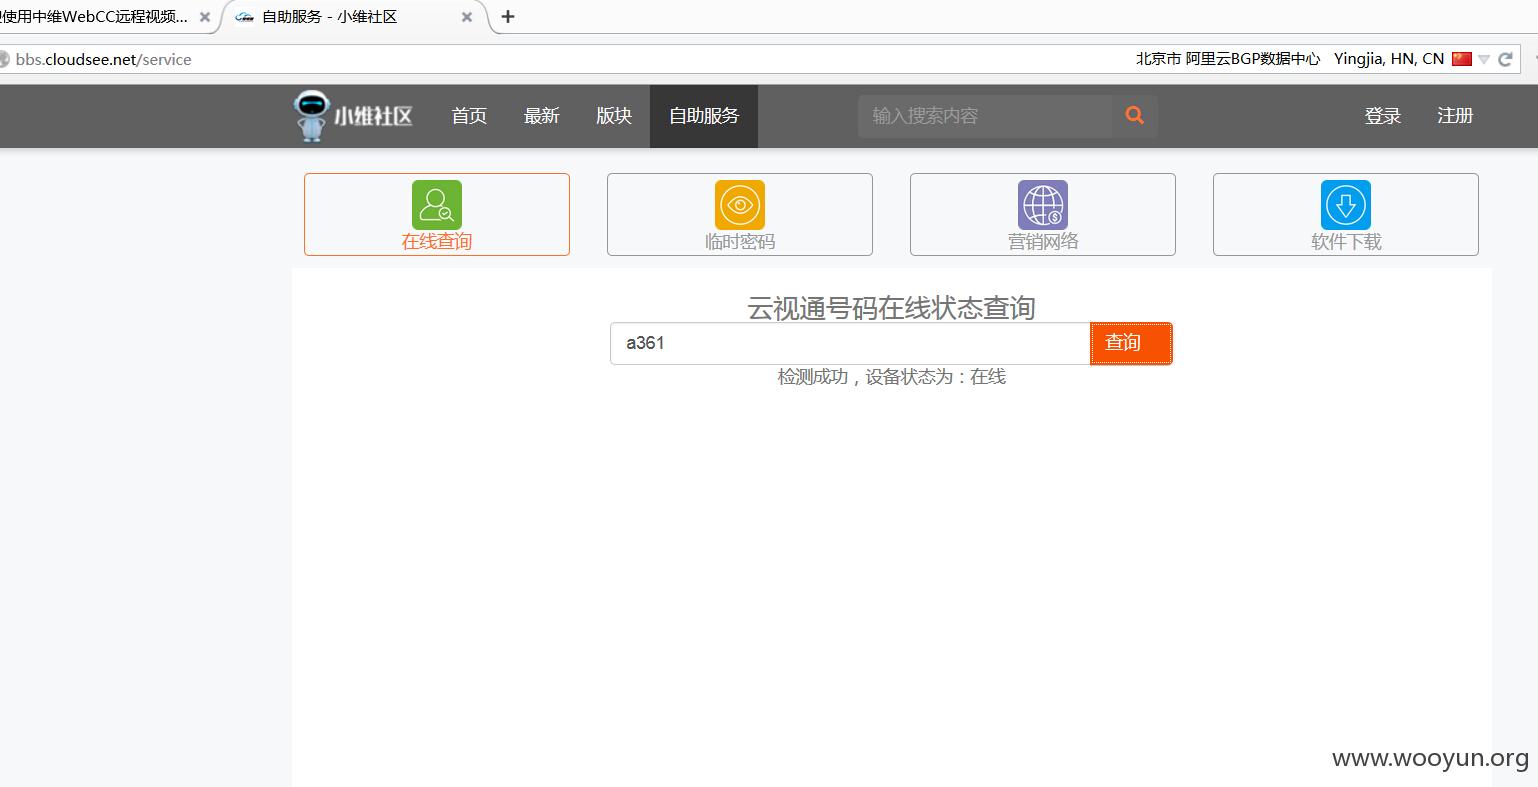 使用中维WebCC远程视频...
自助服务 - 小维社区
bbs.cloudsee.net/service
北京市 阿里云BGP数据中心 Yingjia, HN, CN
小维社区
首页
最新
版块
自助服务
输入搜索内容
登录
注册
在线查询
临时密码
营销网络
软件下载
云视通号码在线状态查询
a361
查询
检测成功，设备状态为：在线
www.wooyun.org